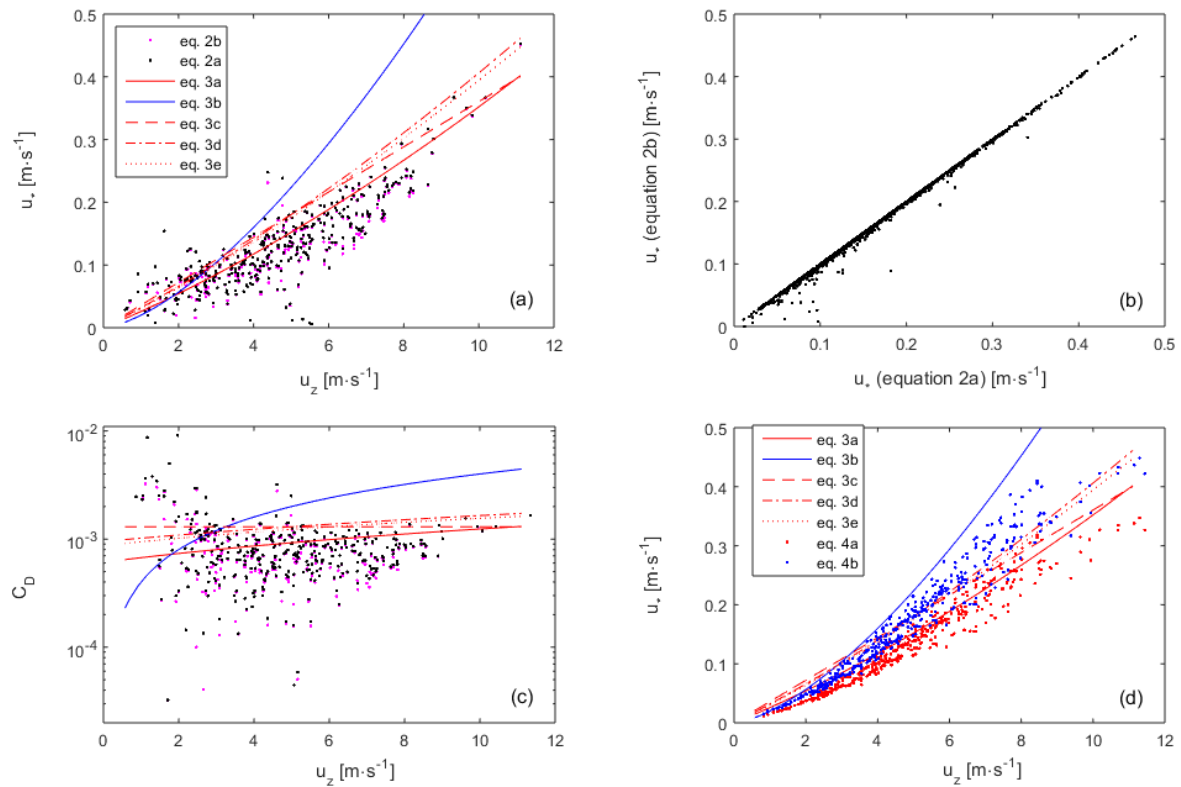 0.5
0.4
0.3
0.2
0.1
0
u* [m·s-1]
eq. 2b
eq. 2a
eq. 3a
eq. 3b
eq. 3c
eq. 3d
eq. 3e
(a)
0 2 4 6 8 10 12
uz [m·s-1]
0.5
0.4
0.3
0.2
0.1
0
u* (equation 2b) [m·s-1]
(b)
0 0.1 0.2 0.3 0.4 0.5
u* (equation 2a) [m·s-1]
10-2
10-3
10-4
CD
(c)
0 2 4 6 8 10 12
uz [m·s-1]
0.5
0.4
0.3
0.2
0.1
0
u* [m·s-1]
eq. 3a
eq. 3b
eq. 3c
eq. 3d
eq. 3e
eq. 4a
eq. 4b
(d)
0 2 4 6 8 10 12
uz [m·s-1]